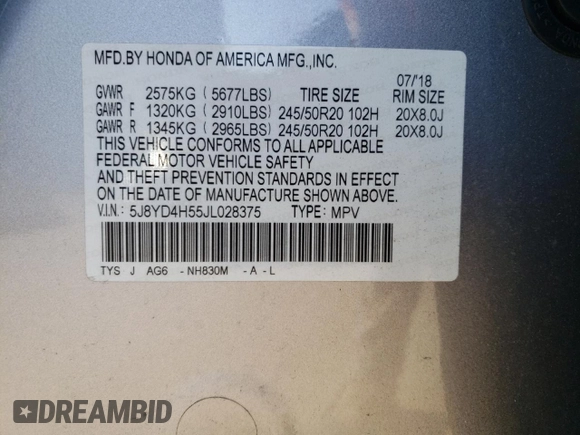 MFD.BY HONDA OF AMERICA MFG.,INC.
07/'18
GVWR 2575KG ( 5677LBS) TIRE SIZE RIM SIZE
GAWR F 1320KG ( 2910LBS) 245/50R20 102H 20X8.0J
GAWR R 1345KG ( 2965LBS) 245/50R20 102H 20X8.0J
THIS VEHICLE CONFORMS TO ALL APPLICABLE
FEDERAL MOTOR VEHICLE SAFETY
AND THEFT PREVENTION STANDARDS IN EFFECT
ON THE DATE OF MANUFACTURE SHOWN ABOVE.
V.I.N.: 5J8YD4H55JL028375 TYPE: MPV
TYS J AG6 - NH830M - A - L
DREAMBID